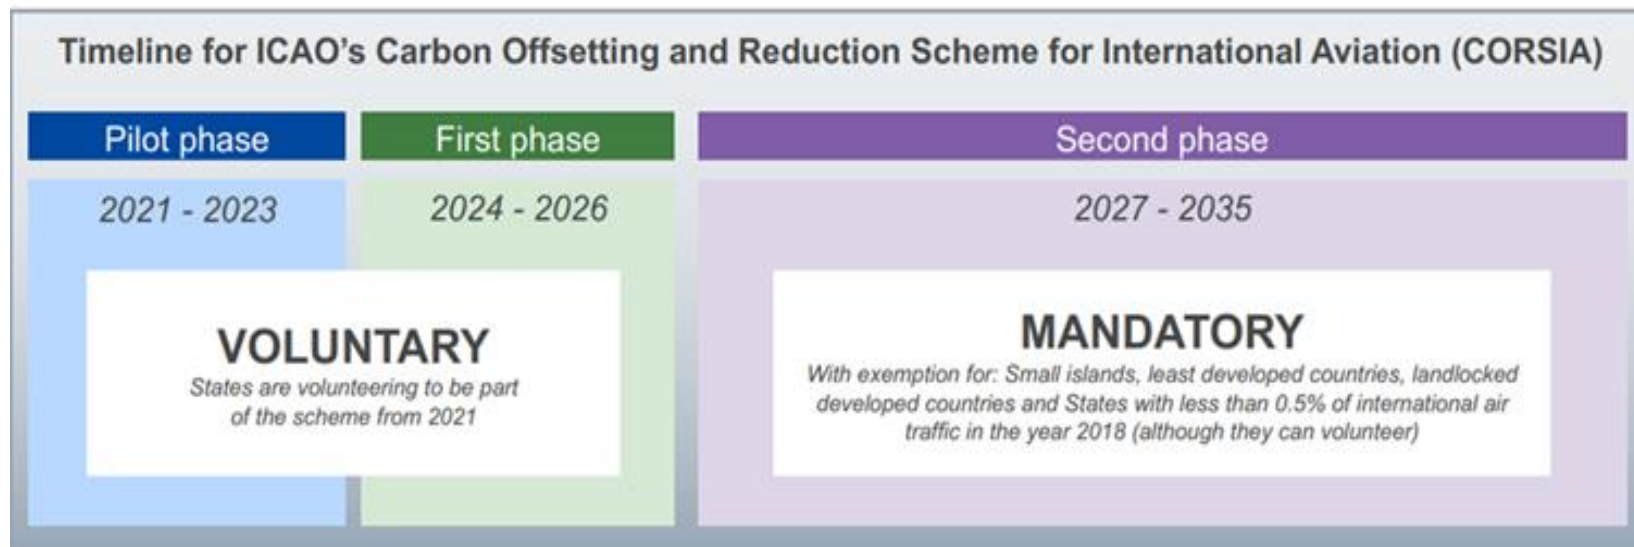 Timeline for ICAO's Carbon Offsetting and Reduction Scheme for International Aviation (CORSIA)
Pilot phase
First phase
Second phase
2021 - 2023
2024 - 2026
2027 - 2035
VOLUNTARY
States are volunteering to be part
of the scheme from 2021
MANDATORY
With exemption for: Small islands, least developed countries, landlocked
developed countries and States with less than 0.5% of international air
traffic in the year 2018 (although they can volunteer)